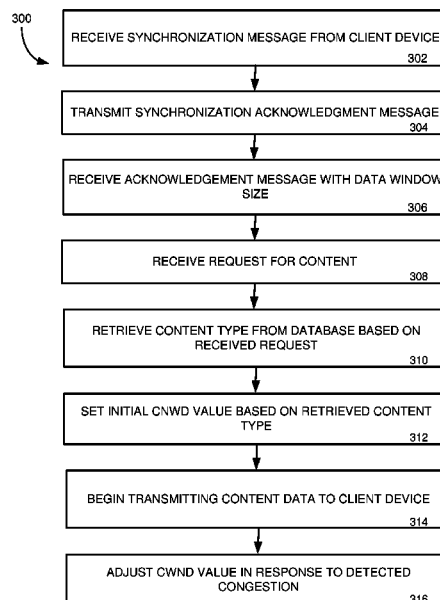 300
RECEIVE SYNCHRONIZATION MESSAGE FROM CLIENT DEVICE
302
TRANSMIT SYNCHRONIZATION ACKNOWLEDGMENT MESSAGE
304
RECEIVE ACKNOWLEDGEMENT MESSAGE WITH DATA WINDOW
SIZE
306
RECEIVE REQUEST FOR CONTENT
308
RETRIEVE CONTENT TYPE FROM DATABASE BASED ON
RECEIVED REQUEST
310
SET INITIAL CNWD VALUE BASED ON RETRIEVED CONTENT
TYPE
312
BEGIN TRANSMITTING CONTENT DATA TO CLIENT DEVICE
314
ADJUST CWND VALUE IN RESPONSE TO DETECTED
CONGESTION
316